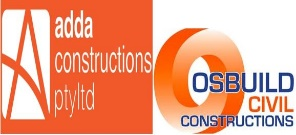 adda
constructions
ptyltd
OSBUILD
CIVIL
CONSTRUCTIONS